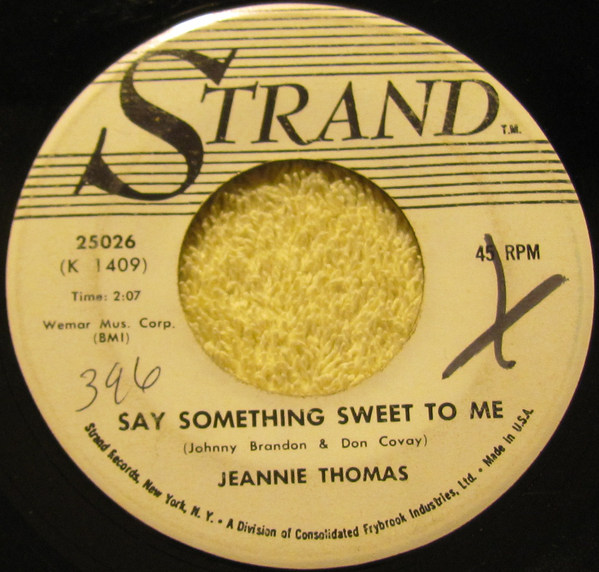 STRAND T.M.
25026
(K 1409)
45 RPM
Time: 2:07
Wemar Mus. Corp.
(BMI)
396
X
SAY SOMETHING SWEET TO ME
(Johnny Brandon & Don Covay)
JEANNIE THOMAS
Strand Records, New York, N. Y. • A Division of Consolidated Frybrook Industries, Ltd. • Made in U.S.A.